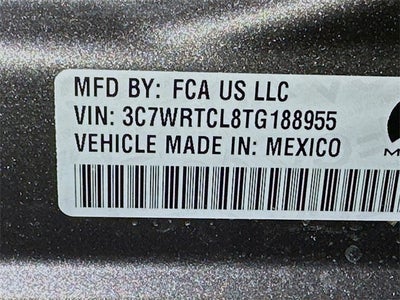 MFD BY: FCA US LLC
VIN: 3C7WRTCL8TG188955
VEHICLE MADE IN: MEXICO